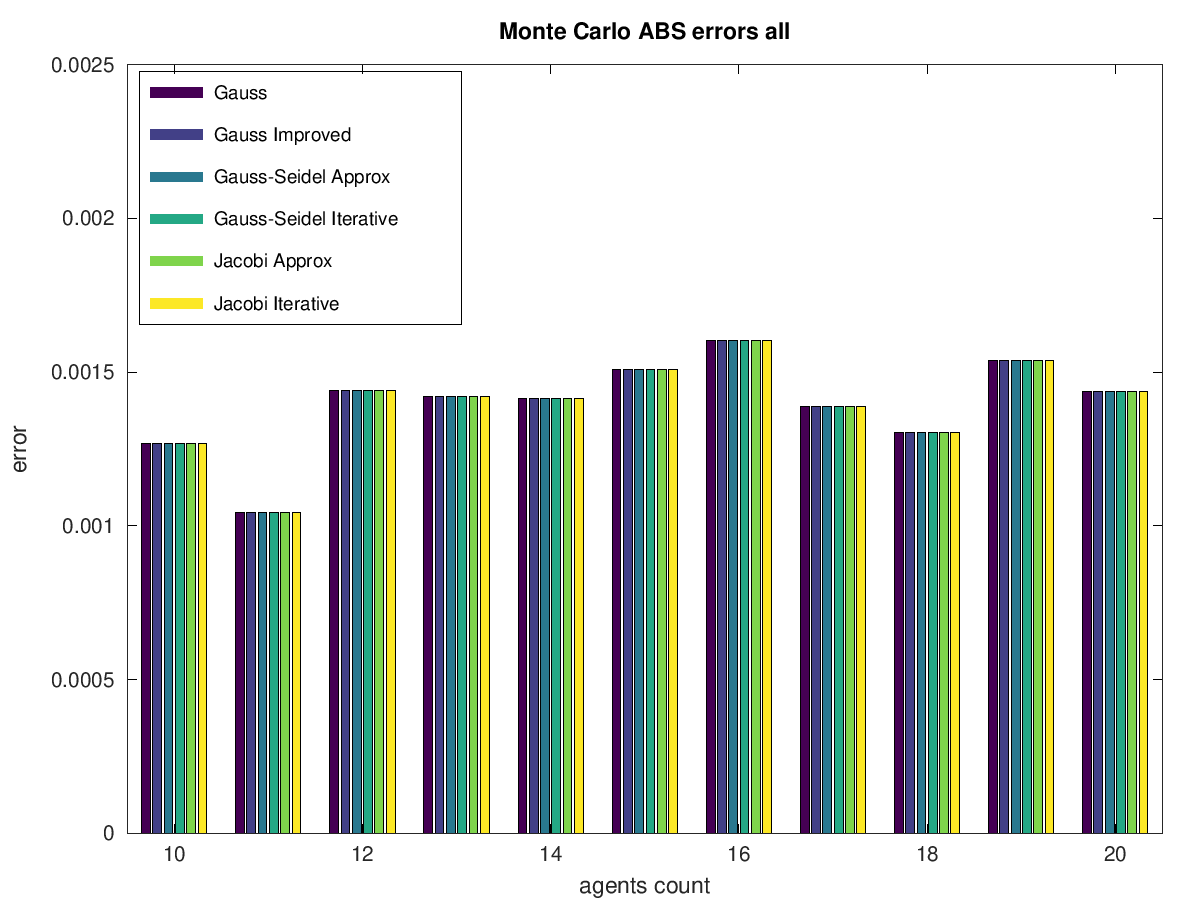 Monte Carlo ABS errors all
0.0025
0.002
0.0015
0.001
0.0005
0
error
Gauss
Gauss Improved
Gauss-Seidel Approx
Gauss-Seidel Iterative
Jacobi Approx
Jacobi Iterative
10 12 14 16 18 20
agents count